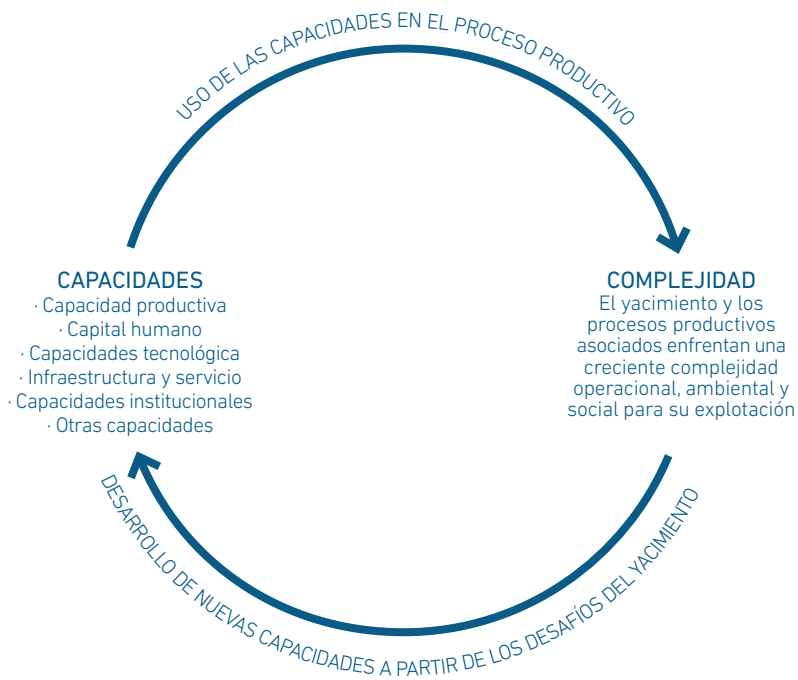 USO DE LAS CAPACIDADES EN EL PROCESO PRODUCTIVO
CAPACIDADES
· Capacidad productiva
· Capital humano
· Capacidades tecnológica
· Infraestructura y servicio
· Capacidades institucionales
· Otras capacidades
COMPLEJIDAD
El yacimiento y los
procesos productivos
asociados enfrentan una
creciente complejidad
operacional, ambiental y
social para su explotación
DESARROLLO DE NUEVAS CAPACIDADES A PARTIR DE LOS DESAFÍOS DEL YACIMIENTO